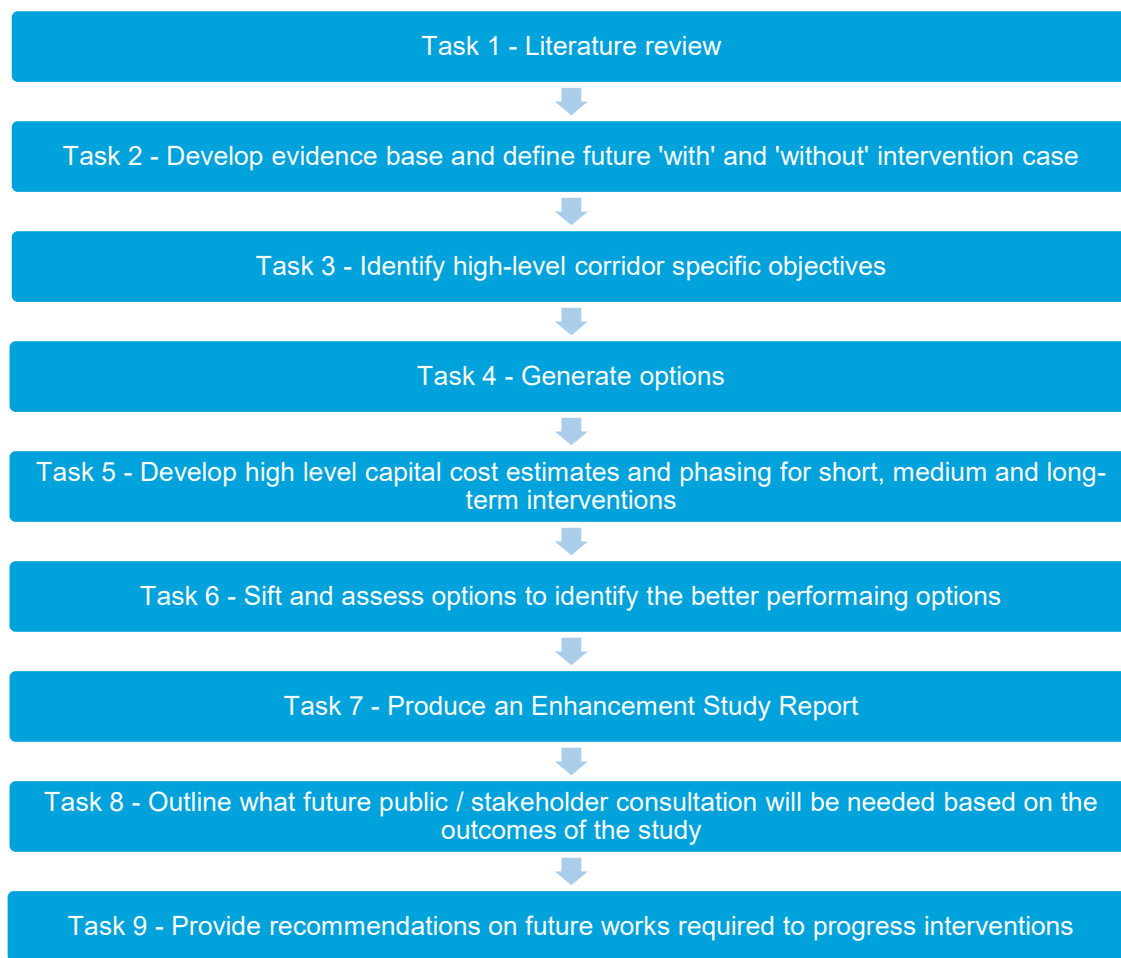 Task 1 - Literature review
Task 2 - Develop evidence base and define future 'with' and 'without' intervention case
Task 3 - Identify high-level corridor specific objectives
Task 4 - Generate options
Task 5 - Develop high level capital cost estimates and phasing for short, medium and long-
term interventions
Task 6 - Sift and assess options to identify the better performaing options
Task 7 - Produce an Enhancement Study Report
Task 8 - Outline what future public / stakeholder consultation will be needed based on the
outcomes of the study
Task 9 - Provide recommendations on future works required to progress interventions